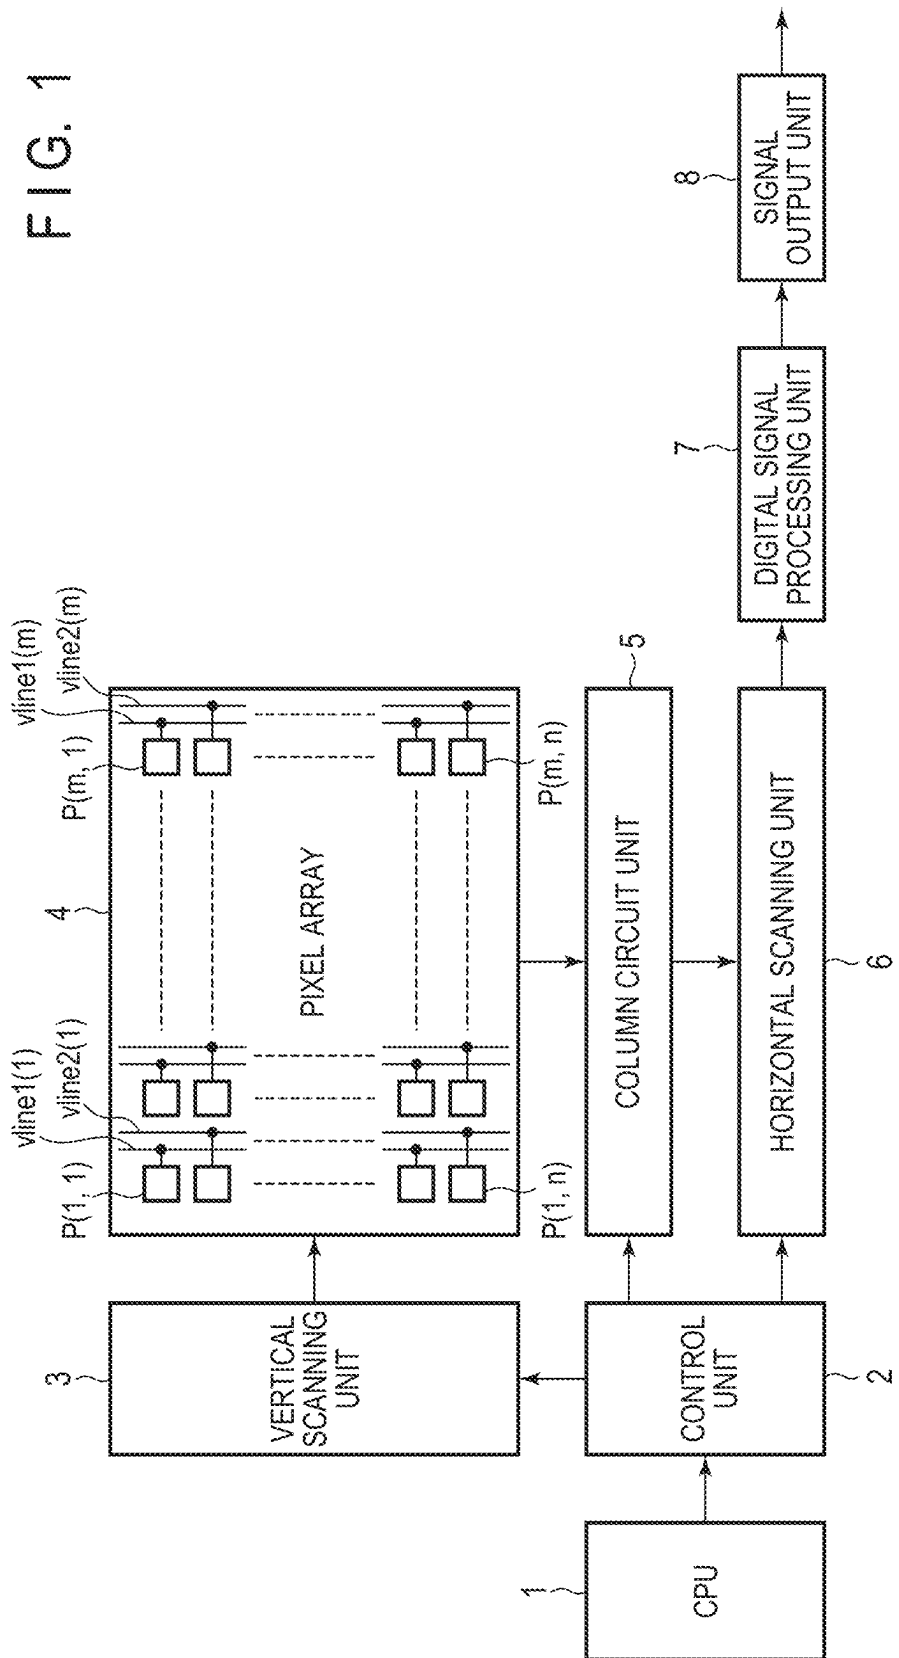 FIG. 1
vline1(1)
vline2(1)
vline1(m)
vline2(m)
P(1, 1)
4
P(m, 1)
3
VERTICAL
SCANNING
UNIT
PIXEL ARRAY
P(1, n)
P(m, n)
1
CPU
CONTROL
UNIT
2
COLUMN CIRCUIT UNIT
5
HORIZONTAL SCANNING UNIT
6
7
DIGITAL SIGNAL
PROCESSING UNIT
8
SIGNAL
OUTPUT UNIT